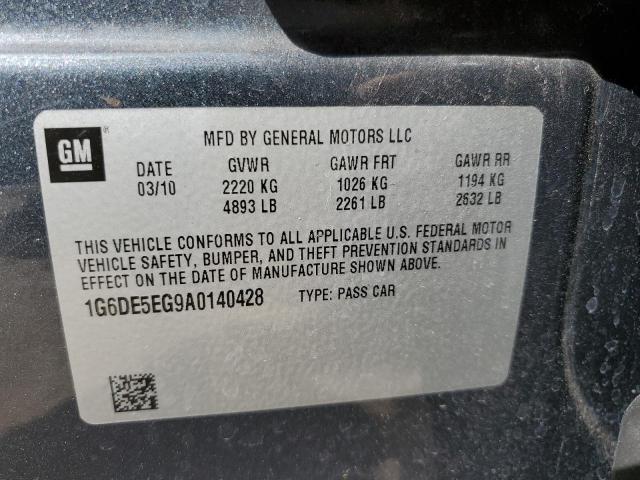 GM
®
MFD BY GENERAL MOTORS LLC
DATE GVWR GAWR FRT GAWR RR
03/10 2220 KG 1026 KG 1194 KG
4893 LB 2261 LB 2632 LB
THIS VEHICLE CONFORMS TO ALL APPLICABLE U.S. FEDERAL MOTOR
VEHICLE SAFETY, BUMPER, AND THEFT PREVENTION STANDARDS IN
EFFECT ON THE DATE OF MANUFACTURE SHOWN ABOVE.
1G6DE5EG9A0140428 TYPE: PASS CAR